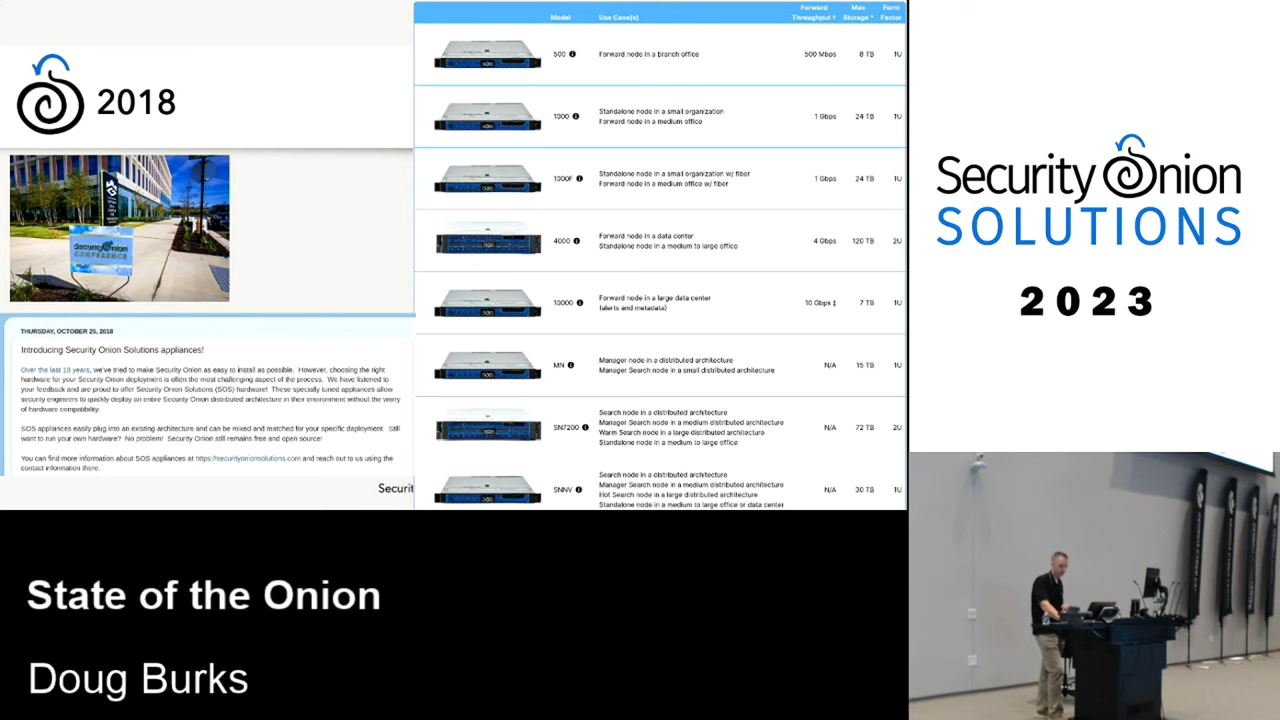 2018
Security Onion
CONFERENCE
THURSDAY, OCTOBER 25, 2018
Introducing Security Onion Solutions appliances!
Over the last 10 years, we've tried to make Security Onion as easy to install as possible. However, choosing the right
hardware for your Security Onion deployment is often the most challenging aspect of the process. We have listened to
your feedback and are proud to offer Security Onion Solutions (SOS) hardware! These specially tuned appliances allow
security engineers to quickly deploy an entire Security Onion distributed architecture in their environment without the worry
of hardware compatibility.
SOS appliances easily plug into an existing architecture and can be mixed and matched for your specific deployment. Still
want to run your own hardware? No problem! Security Onion still remains free and open source!
You can find more information about SOS appliances at https://securityonionsolutions.com and reach out to us using the
contact information there.
Securit
Model Use Case(s) Forward Throughput † Max Storage * Form Factor
500 Forward node in a branch office 500 Mbps 8 TB 1U
1000 Standalone node in a small organization
Forward node in a medium office 1 Gbps 24 TB 1U
1000F Standalone node in a small organization w/ fiber
Forward node in a medium office w/ fiber 1 Gbps 24 TB 1U
4000 Forward node in a data center
Standalone node in a medium to large office 4 Gbps 120 TB 2U
10000 Forward node in a large data center
(alerts and metadata) 10 Gbps ‡ 7 TB 1U
MN Manager node in a distributed architecture
Manager Search node in a small distributed architecture N/A 15 TB 1U
SN7200 Search node in a distributed architecture
Manager Search node in a medium distributed architecture
Warm Search node in a large distributed architecture
Standalone node in a medium to large office N/A 72 TB 2U
SNNV Search node in a distributed architecture
Manager Search node in a medium distributed architecture
Hot Search node in a large distributed architecture
Standalone node in a medium to large office or data center N/A 30 TB 1U
Security Onion
SOLUTIONS
2023
State of the Onion
Doug Burks